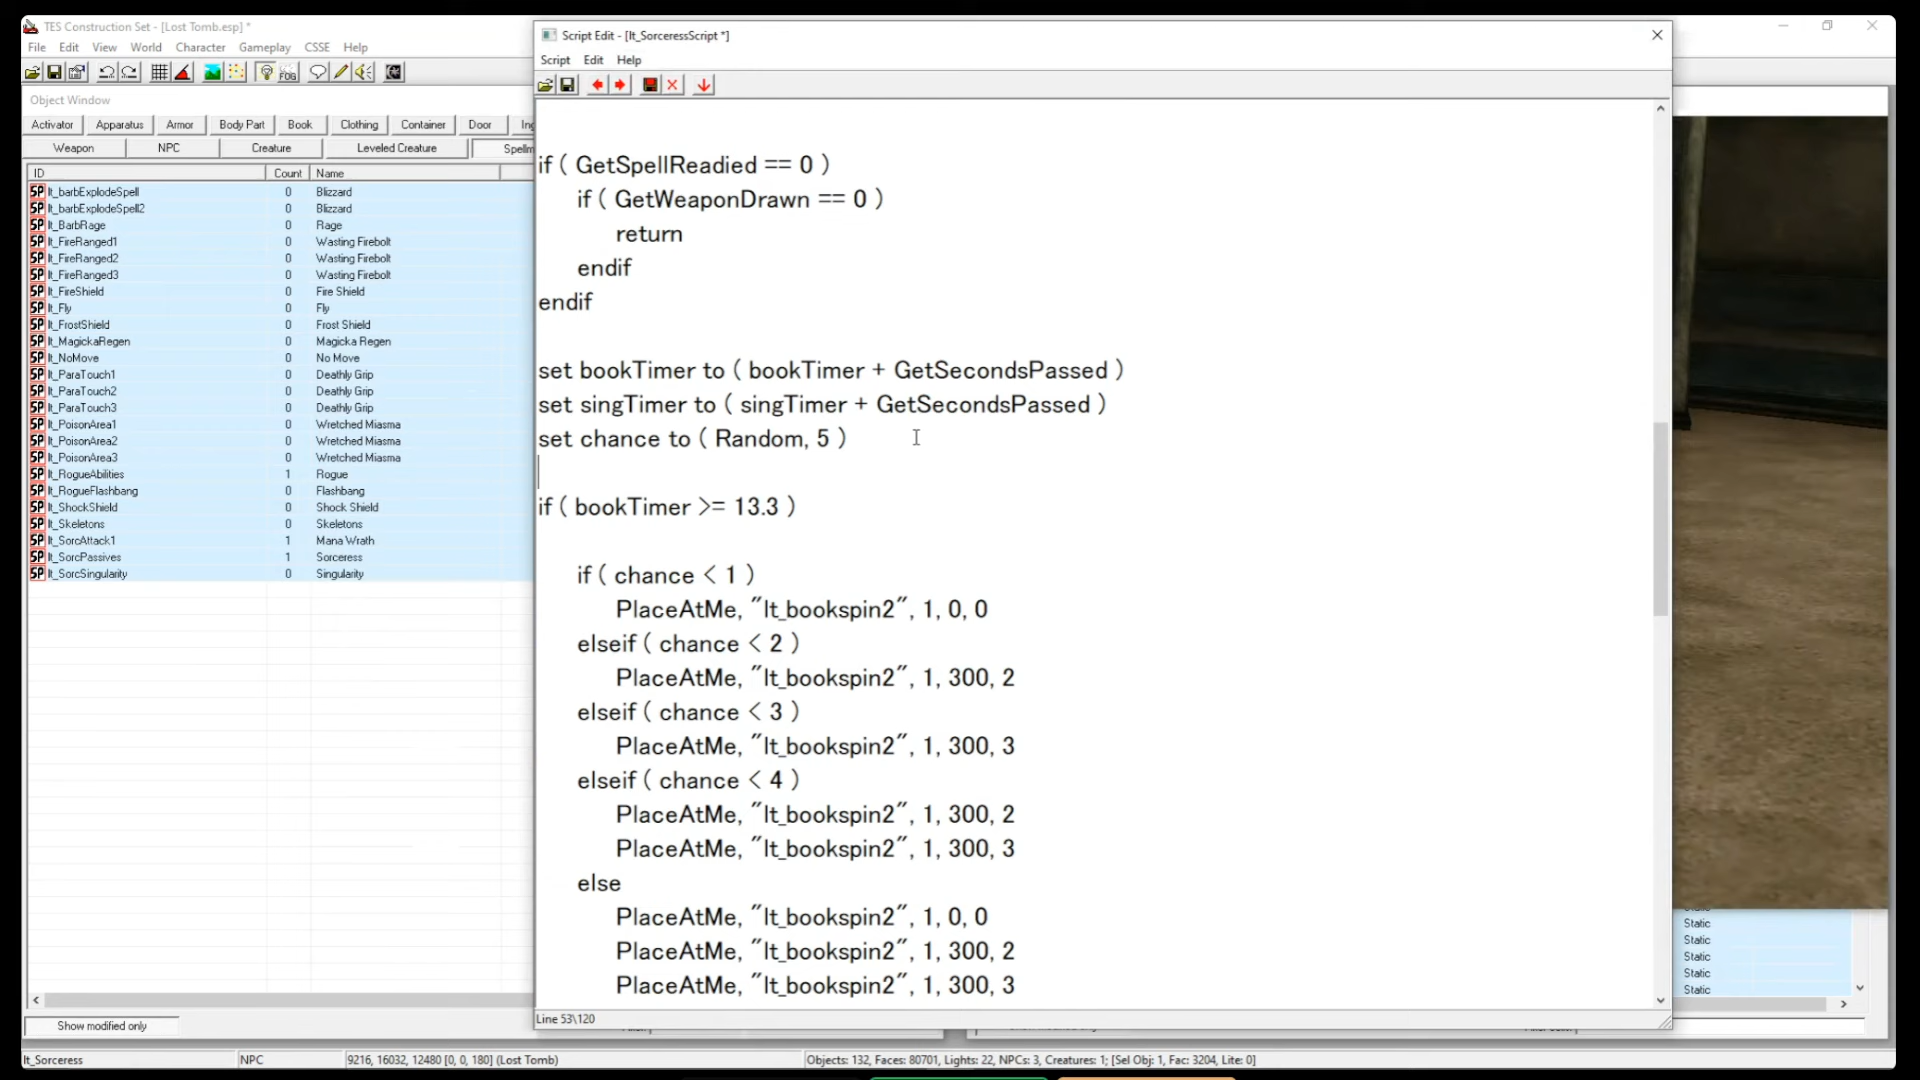 TES Construction Set - [Lost Tomb.esp] *
File Edit View World Character Gameplay CSSE Help
Object Window
Activator Apparatus Armor Body Part Book Clothing Container Door
Weapon NPC Creature Leveled Creature
ID Count Name
lt_barbExplodeSpell 0 Blizzard
lt_barbExplodeSpell2 0 Blizzard
lt_BarbRage 0 Rage
lt_FireRanged1 0 Wasting Firebolt
lt_FireRanged2 0 Wasting Firebolt
lt_FireRanged3 0 Wasting Firebolt
lt_FireShield 0 Fire Shield
lt_Fly 0 Fly
lt_FrostShield 0 Frost Shield
lt_MagickaRegen 0 Magicka Regen
lt_NoMove 0 No Move
lt_ParaTouch1 0 Deathly Grip
lt_ParaTouch2 0 Deathly Grip
lt_ParaTouch3 0 Deathly Grip
lt_PoisonArea1 0 Wretched Miasma
lt_PoisonArea2 0 Wretched Miasma
lt_PoisonArea3 0 Wretched Miasma
lt_RogueAbilities 1 Rogue
lt_RogueFlashbang 0 Flashbang
lt_ShockShield 0 Shock Shield
lt_Skeletons 0 Skeletons
lt_SorcAttack1 1 Mana Wrath
lt_SorcPassives 1 Sorceress
lt_SorcSingularity 0 Singularity
Show modified only
Script Edit - [lt_SorceressScript *]
Script Edit Help
if ( GetSpellReadied == 0 )
if ( GetWeaponDrawn == 0 )
return
endif
endif
set bookTimer to ( bookTimer + GetSecondsPassed )
set singTimer to ( singTimer + GetSecondsPassed )
set chance to ( Random, 5 )
if ( bookTimer >= 13.3 )
if ( chance < 1 )
PlaceAtMe, "lt_bookspin2", 1, 0, 0
elseif ( chance < 2 )
PlaceAtMe, "lt_bookspin2", 1, 300, 2
elseif ( chance < 3 )
PlaceAtMe, "lt_bookspin2", 1, 300, 3
elseif ( chance < 4 )
PlaceAtMe, "lt_bookspin2", 1, 300, 2
PlaceAtMe, "lt_bookspin2", 1, 300, 3
else
PlaceAtMe, "lt_bookspin2", 1, 0, 0
PlaceAtMe, "lt_bookspin2", 1, 300, 2
PlaceAtMe, "lt_bookspin2", 1, 300, 3
Line 53\120
Static
Static
Static
Static
Static
lt_Sorceress NPC 9216, 16032, 12480 [0, 0, 180] (Lost Tomb) Objects: 132, Faces: 80701, Lights: 22, NPCs: 3, Creatures: 1; [Sel Obj: 1, Fac: 3204, Lite: 0]